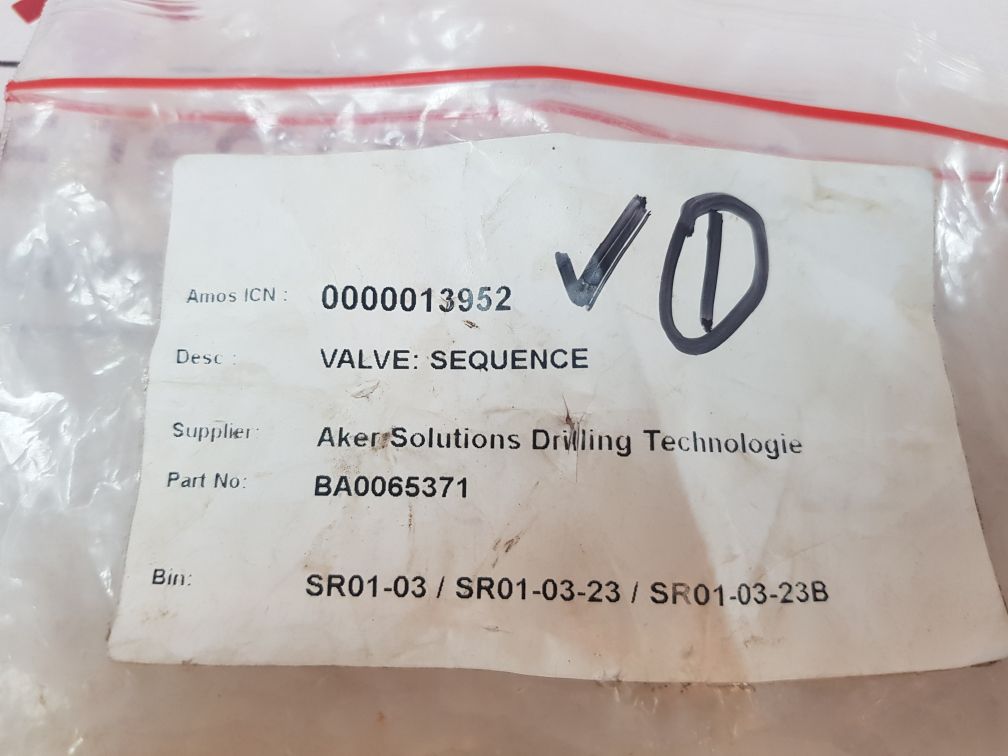 Amos ICN : 0000013952 ✓ ①
Desc : VALVE: SEQUENCE
Supplier: Aker Solutions Drilling Technologie
Part No: BA0065371
Bin: SR01-03 / SR01-03-23 / SR01-03-23B